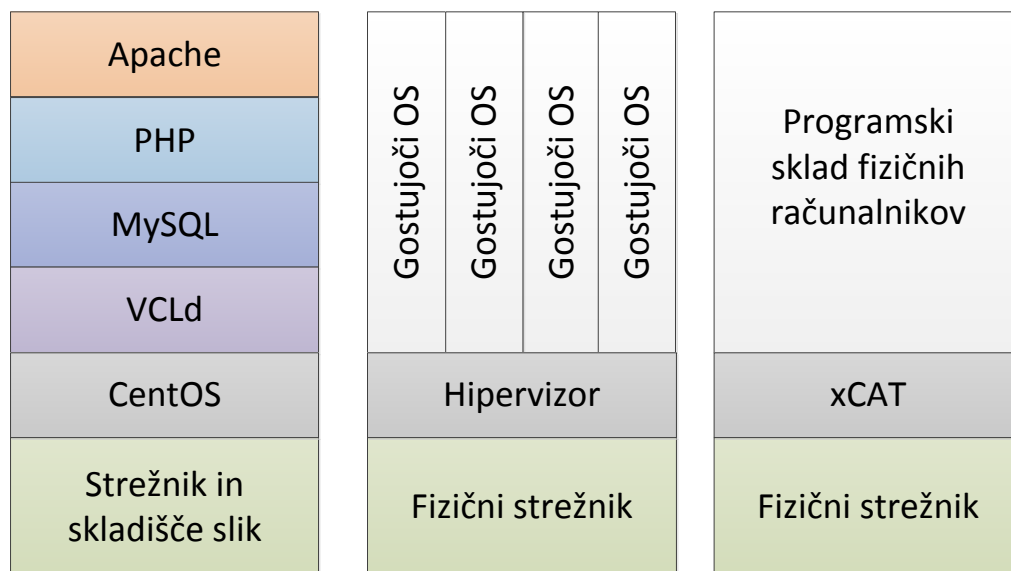 Apache
PHP
MySQL
VCLd
CentOS
Strežnik in
skladišče slik
Gostujoči OS
Gostujoči OS
Gostujoči OS
Gostujoči OS
Hipervizor
Fizični strežnik
Programski
sklad fizičnih
računalnikov
xCAT
Fizični strežnik